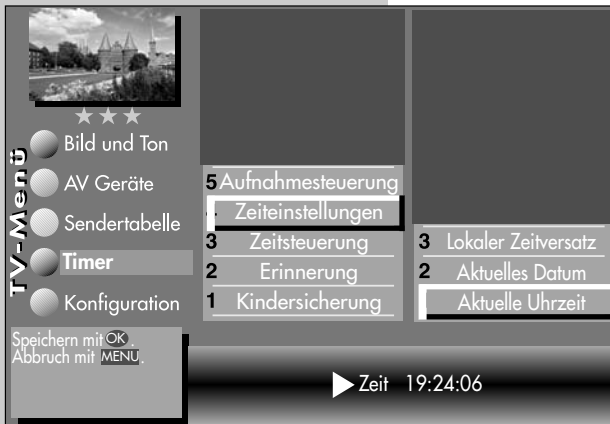 TV-Menü
Bild und Ton
AV Geräte
Sendertabelle
Timer
Konfiguration
5 Aufnahmesteuerung
Zeiteinstellungen
3 Zeitsteuerung
2 Erinnerung
1 Kindersicherung
3 Lokaler Zeitversatz
2 Aktuelles Datum
Aktuelle Uhrzeit
Speichern mit OK.
Abbruch mit MENU.
Zeit 19:24:06